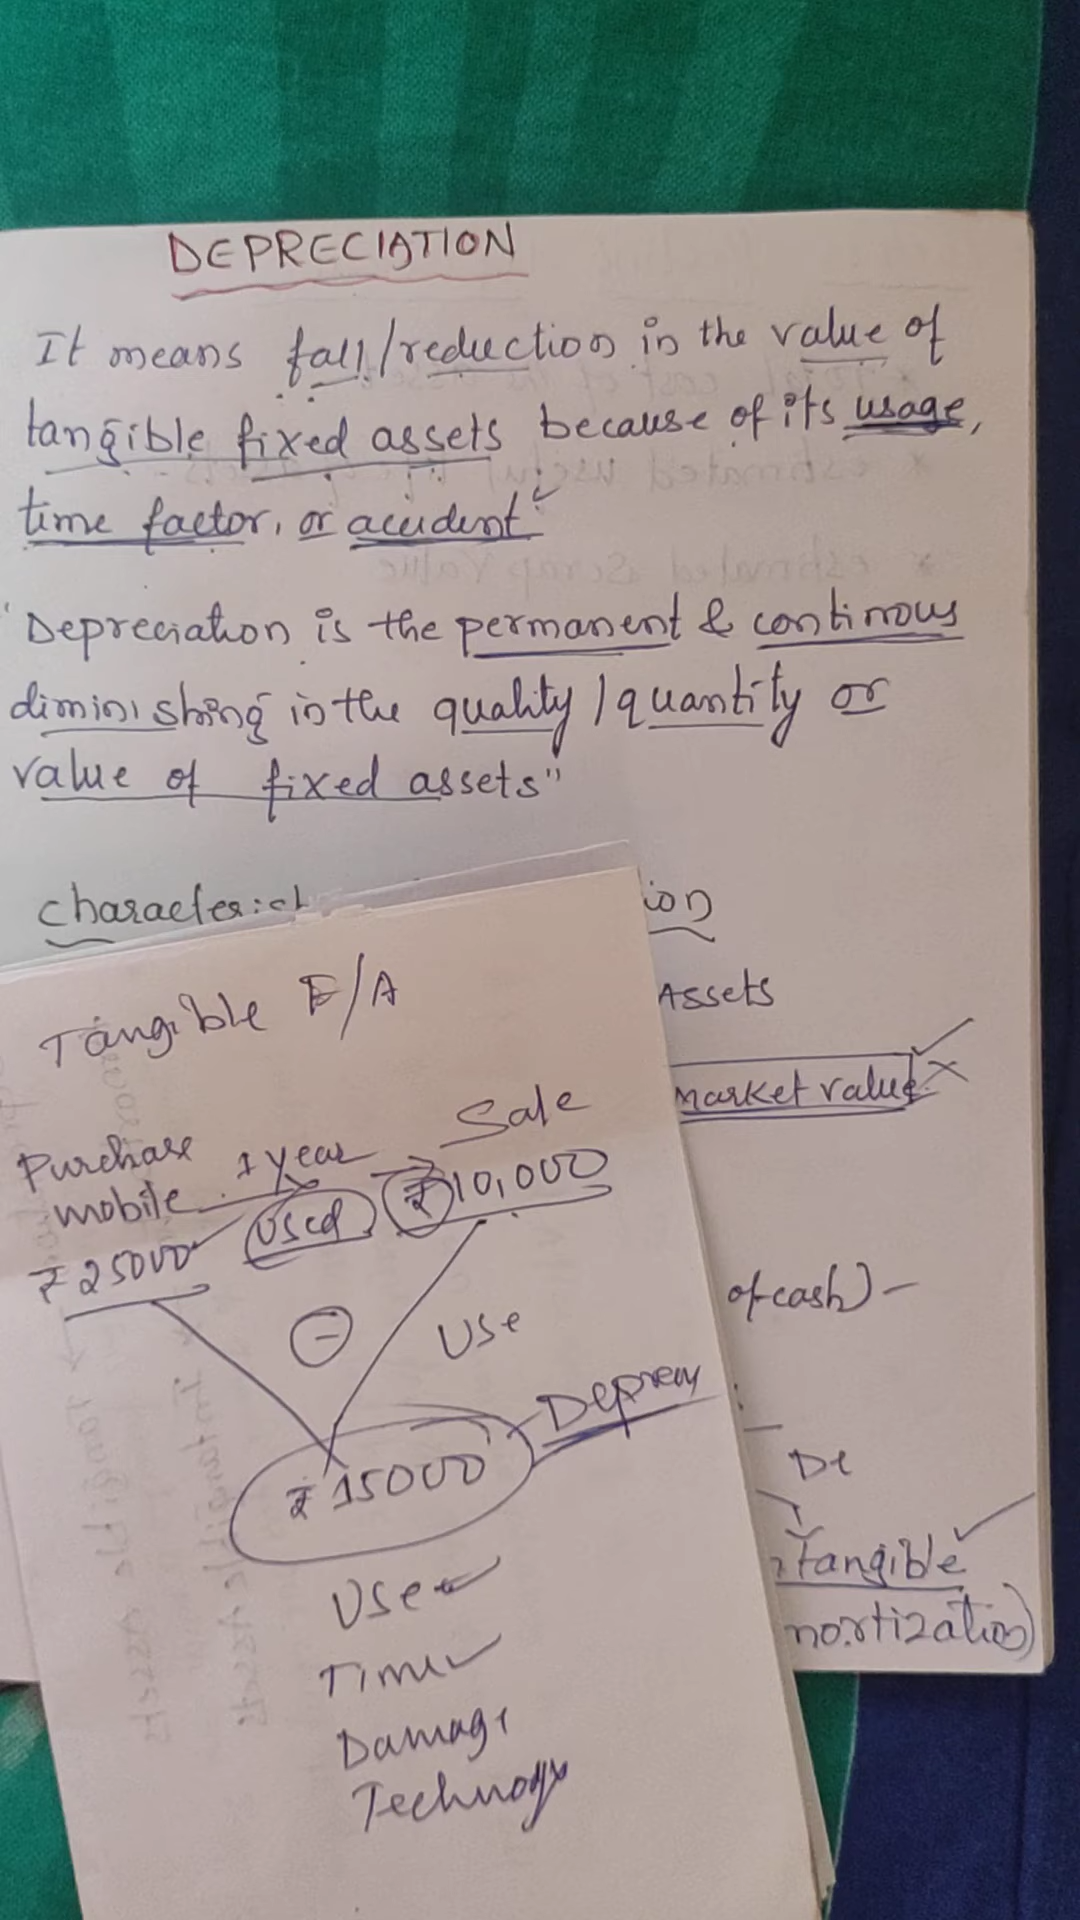 DEPRECIATION
It means fall/reduction in the value of
tangible fixed assets because of its usage,
time factor, or accident.
"Depreciation is the permanent & continous
diminishing in the quality / quantity or
value of fixed assets"
characterist ion
Assets
market value.
of cash) -
De
ntangible
mortization)
Tangible F/A
Purchase 1 year Sale
mobile used ₹10,000
₹25000
- Use
₹15000 Depren
Use
Time
Damage
Technology